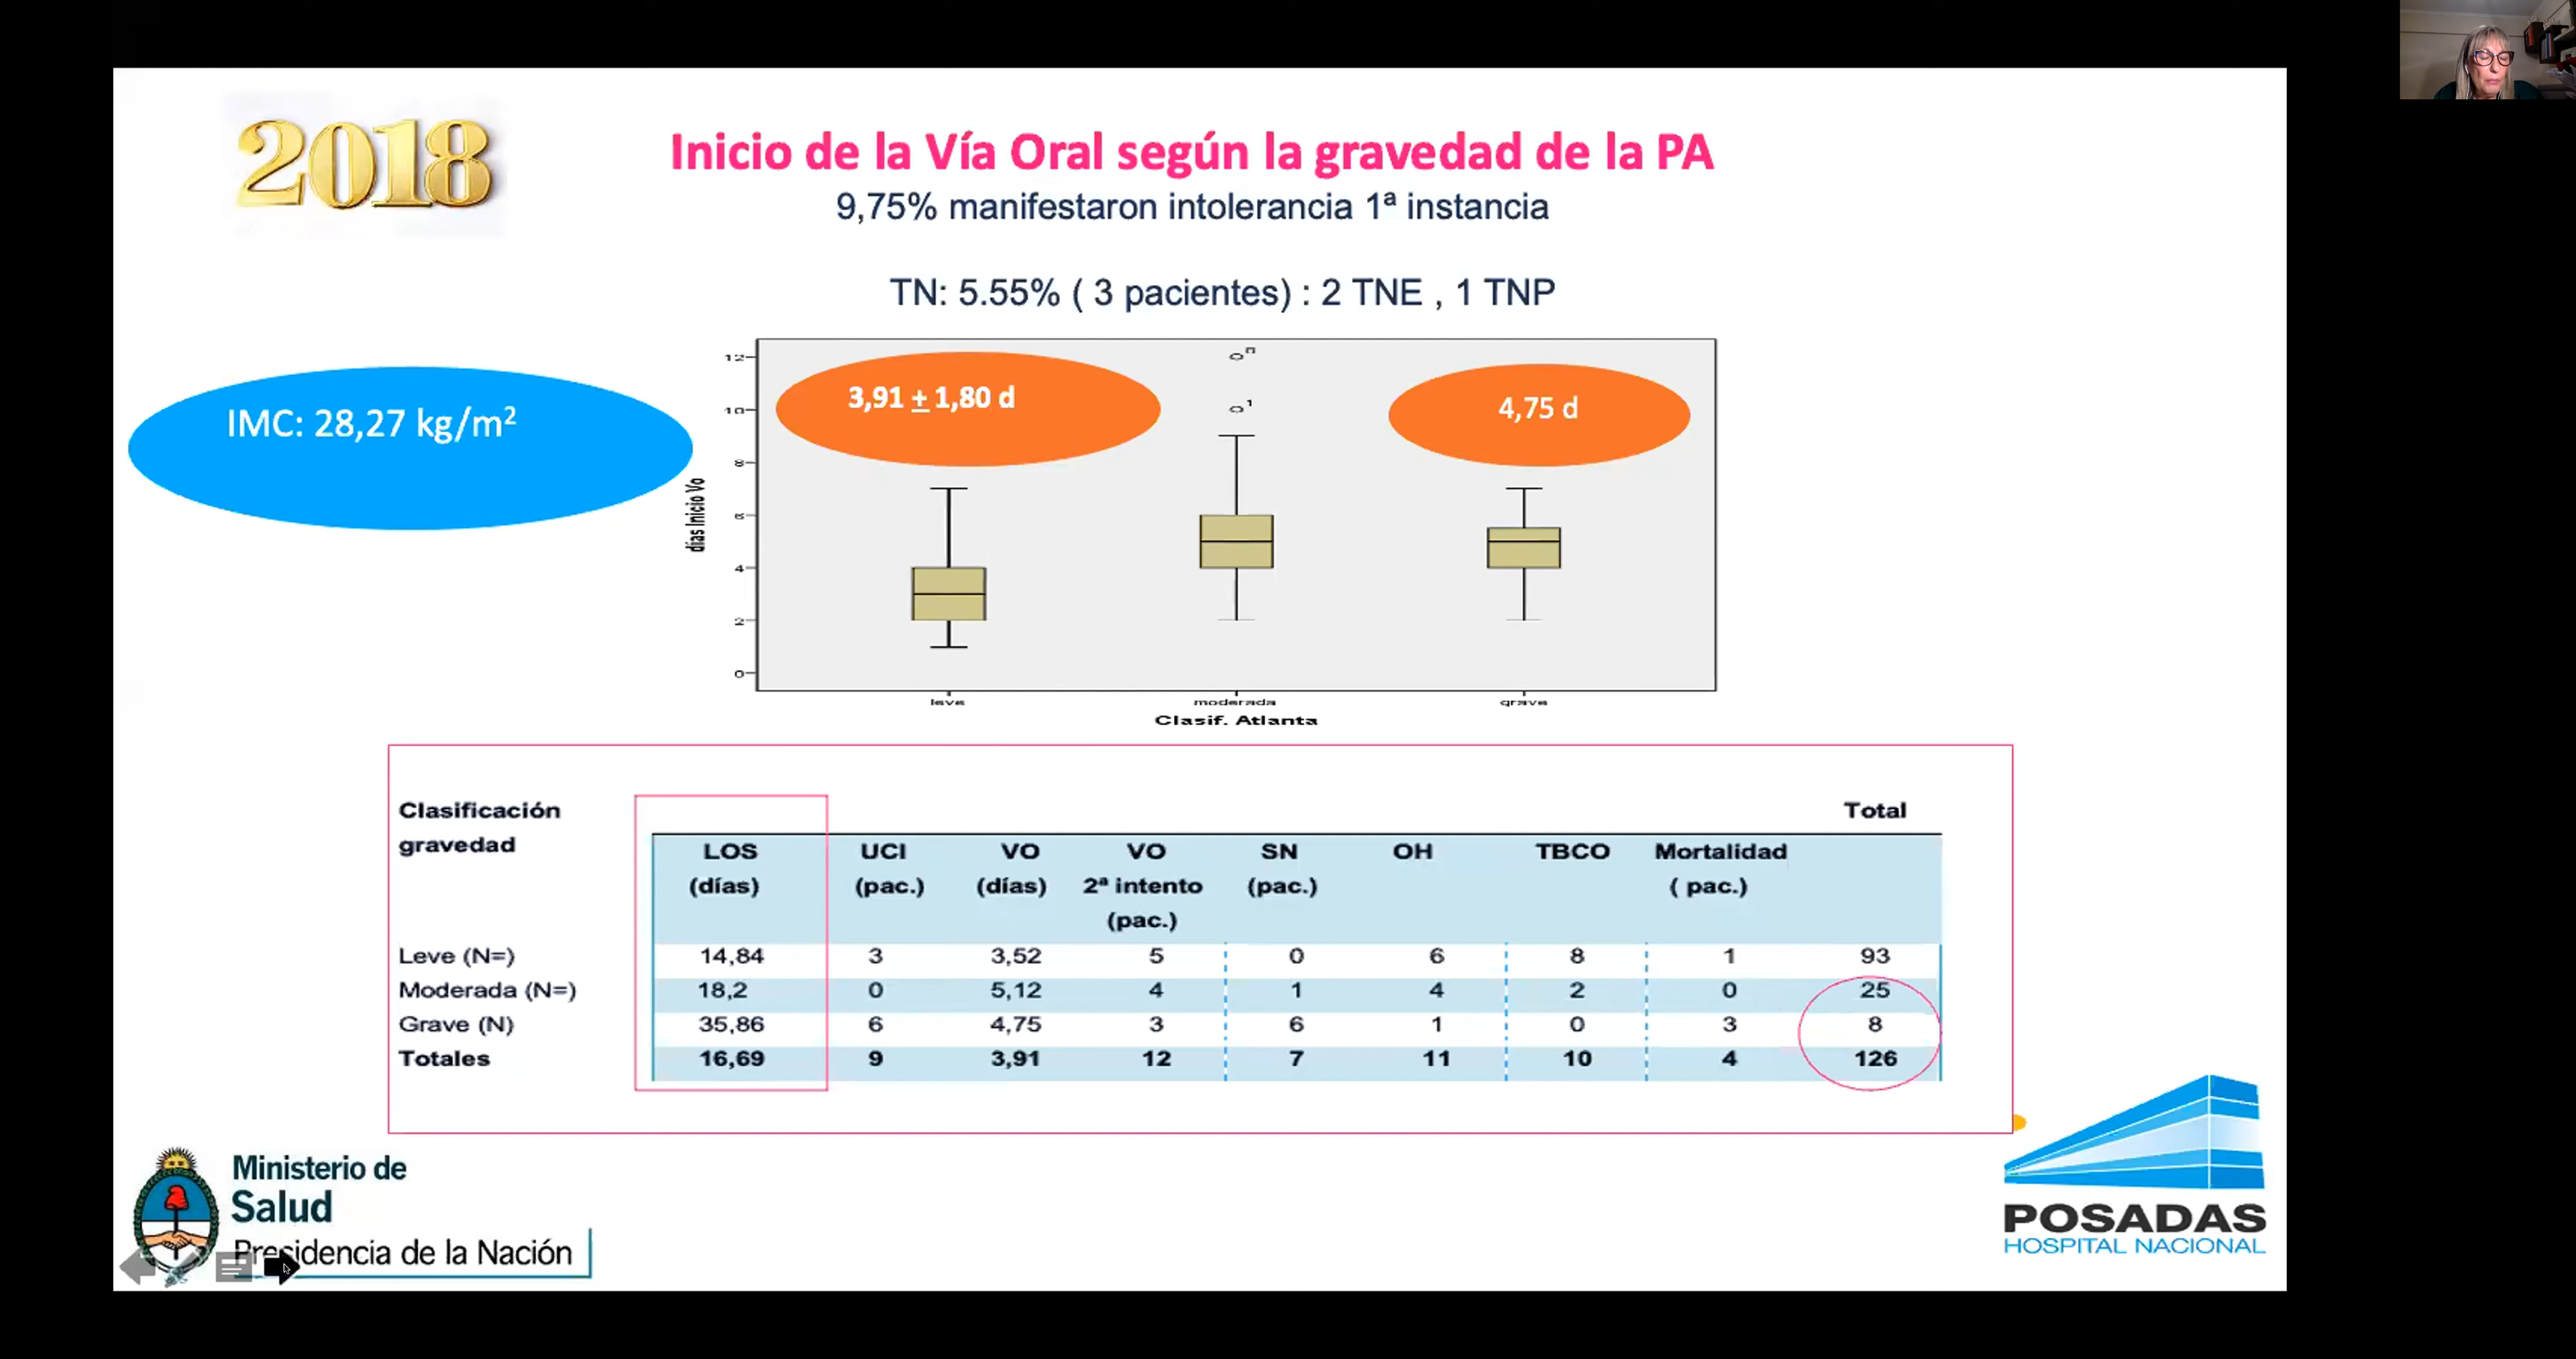 2018
Inicio de la Vía Oral según la gravedad de la PA
9,75% manifestaron intolerancia 1ª instancia
TN: 5.55% ( 3 pacientes) : 2 TNE , 1 TNP
IMC: 28,27 kg/m²
3,91 ± 1,80 d
4,75 d
días Inicio Vo
12
10
8
6
4
2
0
1
leve moderada grave
Clasif. Atlanta
Clasificación Total
gravedad
LOS UCI VO VO SN OH TBCO Mortalidad
(días) (pac.) (días) 2ª intento (pac.) ( pac.)
(pac.)
Leve (N=) 14,84 3 3,52 5 0 6 8 1 93
Moderada (N=) 18,2 0 5,12 4 1 4 2 0 25
Grave (N) 35,86 6 4,75 3 6 1 0 3 8
Totales 16,69 9 3,91 12 7 11 10 4 126
Ministerio de
Salud
Presidencia de la Nación
POSADAS
HOSPITAL NACIONAL